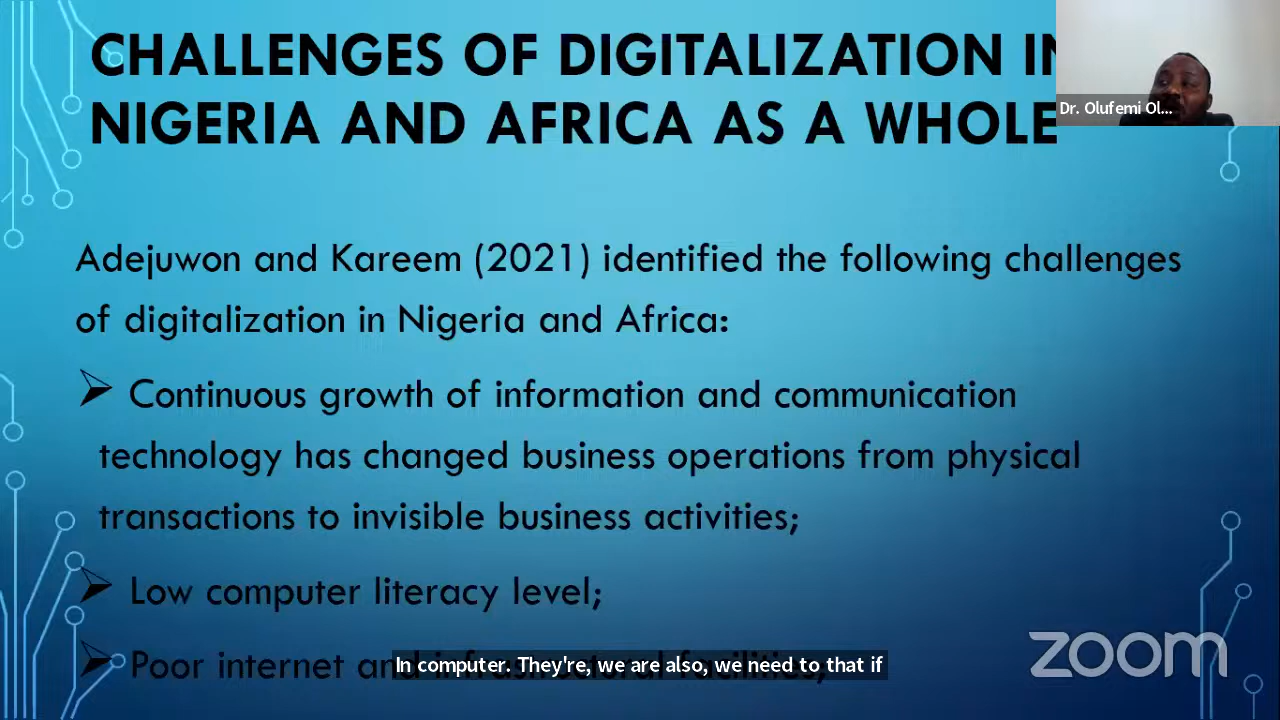 CHALLENGES OF DIGITALIZATION IN
NIGERIA AND AFRICA AS A WHOLE
Dr. Olufemi Ol...
Adejuwon and Kareem (2021) identified the following challenges
of digitalization in Nigeria and Africa:
Continuous growth of information and communication
technology has changed business operations from physical
transactions to invisible business activities;
Low computer literacy level;
Poor internet and infrastructural facilities;
In computer. They're, we are also, we need to that if
zoom